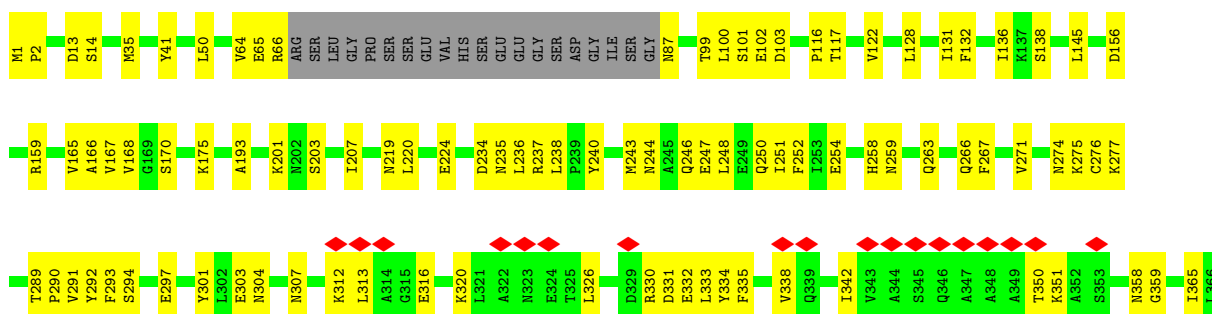 M1 P2 D13 S14 M35 Y41 L50 V64 E65 R66 ARG SER LEU GLY PRO SER SER GLU VAL HIS SER GLU GLU GLY SER ASP GLY ILE SER GLY N87 T99 L100 S101 E102 D103 P116 T117 V122 L128 I131 F132 I136 K137 S138 L145 D156
R159 V165 A166 V167 V168 G169 S170 K175 A193 K201 N202 S203 I207 N219 L220 E224 D234 N235 L236 R237 L238 P239 Y240 M243 N244 A245 Q246 E247 L248 E249 Q250 I251 F252 I253 E254 H258 N259 Q263 Q266 F267 V271 N274 K275 C276 K277
T289 P290 V291 Y292 F293 S294 E297 Y301 L302 E303 N304 N307 K312 L313 A314 G315 E316 K320 L321 A322 N323 E324 T325 L326 D329 R330 D331 E332 L333 Y334 F335 V338 Q339 I342 V343 A344 S345 Q346 A347 A348 A349 T350 K351 A352 S353 N358 G359 I365 L366